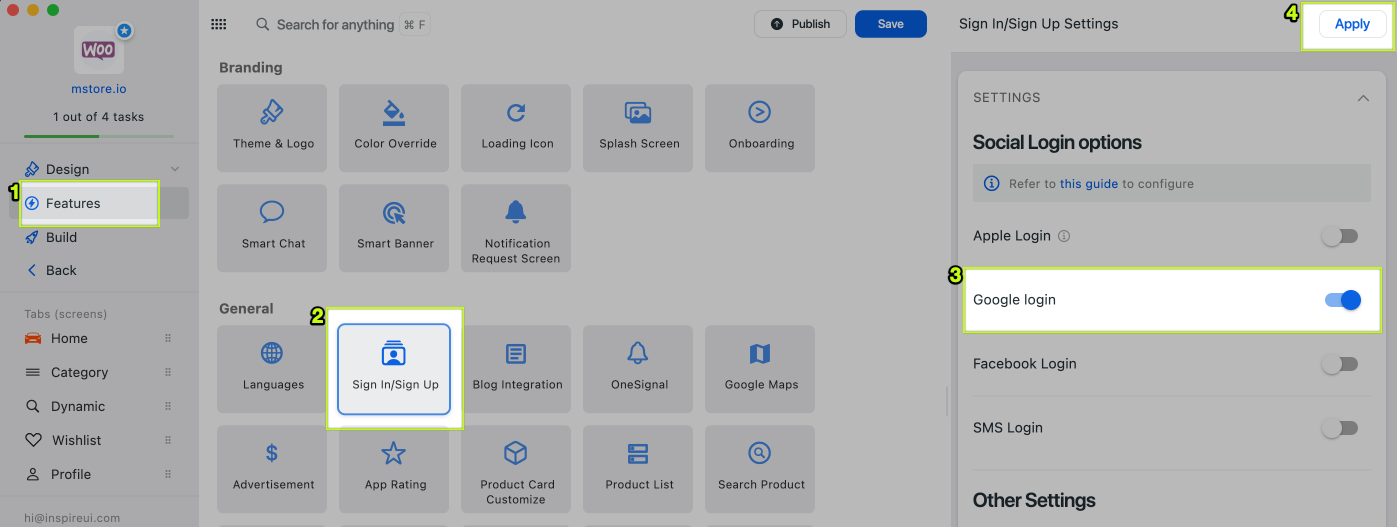 Search for anything ⌘ F
Publish
Save
Sign In/Sign Up Settings
4
Apply
WOO
mstore.io
1 out of 4 tasks
Design
1
Features
Build
Back
Tabs (screens)
Home
Category
Dynamic
Wishlist
Profile
hi@inspireui.com
Branding
Theme & Logo
Color Override
Loading Icon
Splash Screen
Onboarding
Smart Chat
Smart Banner
Notification
Request Screen
General
2
Languages
Sign In/Sign Up
Blog Integration
OneSignal
Google Maps
$
Advertisement
App Rating
Product Card
Customize
Product List
Search Product
SETTINGS
Social Login options
Refer to this guide to configure
Apple Login
3
Google login
Facebook Login
SMS Login
Other Settings